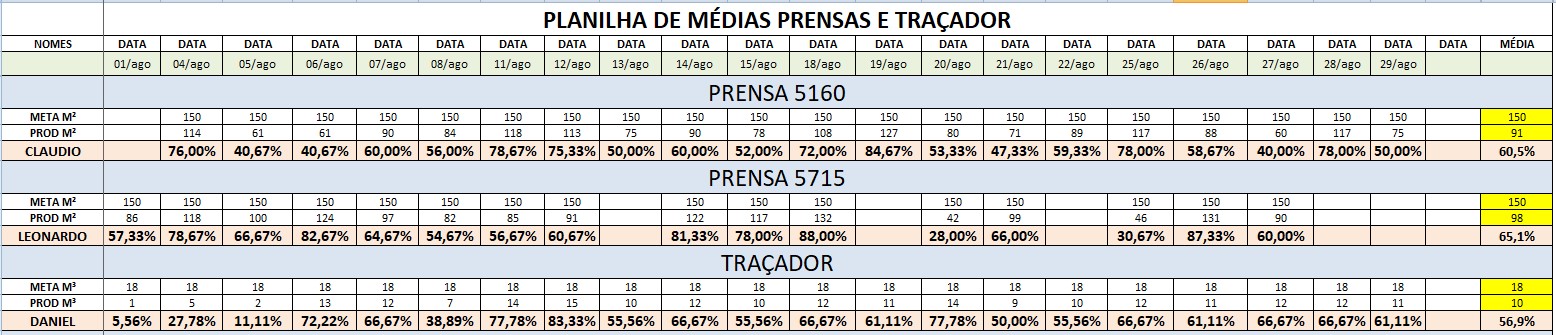 PLANILHA DE MÉDIAS PRENSAS E TRAÇADOR
NOMES DATA DATA DATA DATA DATA DATA DATA DATA DATA DATA DATA DATA DATA DATA DATA DATA DATA DATA DATA DATA DATA DATA MÉDIA
01/ago 04/ago 05/ago 06/ago 07/ago 08/ago 11/ago 12/ago 13/ago 14/ago 15/ago 18/ago 19/ago 20/ago 21/ago 22/ago 25/ago 26/ago 27/ago 28/ago 29/ago
PRENSA 5160
META M² 150 150 150 150 150 150 150 150 150 150 150 150 150 150 150 150 150 150 150 150 150
PROD M² 114 61 61 90 84 118 113 75 90 78 108 127 80 71 89 117 88 60 117 75 91
CLAUDIO 76,00% 40,67% 40,67% 60,00% 56,00% 78,67% 75,33% 50,00% 60,00% 52,00% 72,00% 84,67% 53,33% 47,33% 59,33% 78,00% 58,67% 40,00% 78,00% 50,00% 60,5%
PRENSA 5715
META M² 150 150 150 150 150 150 150 150 150 150 150 150 150 150 150 150 150
PROD M² 86 118 100 124 97 82 85 91 122 117 132 42 99 46 131 90 98
LEONARDO 57,33% 78,67% 66,67% 82,67% 64,67% 54,67% 56,67% 60,67% 81,33% 78,00% 88,00% 28,00% 66,00% 30,67% 87,33% 60,00% 65,1%
TRAÇADOR
META M³ 18 18 18 18 18 18 18 18 18 18 18 18 18 18 18 18 18 18 18 18 18 18
PROD M³ 1 5 2 13 12 7 14 15 10 12 10 12 11 14 9 10 12 11 12 12 11 10
DANIEL 5,56% 27,78% 11,11% 72,22% 66,67% 38,89% 77,78% 83,33% 55,56% 66,67% 55,56% 66,67% 61,11% 77,78% 50,00% 55,56% 66,67% 61,11% 66,67% 66,67% 61,11% 56,9%